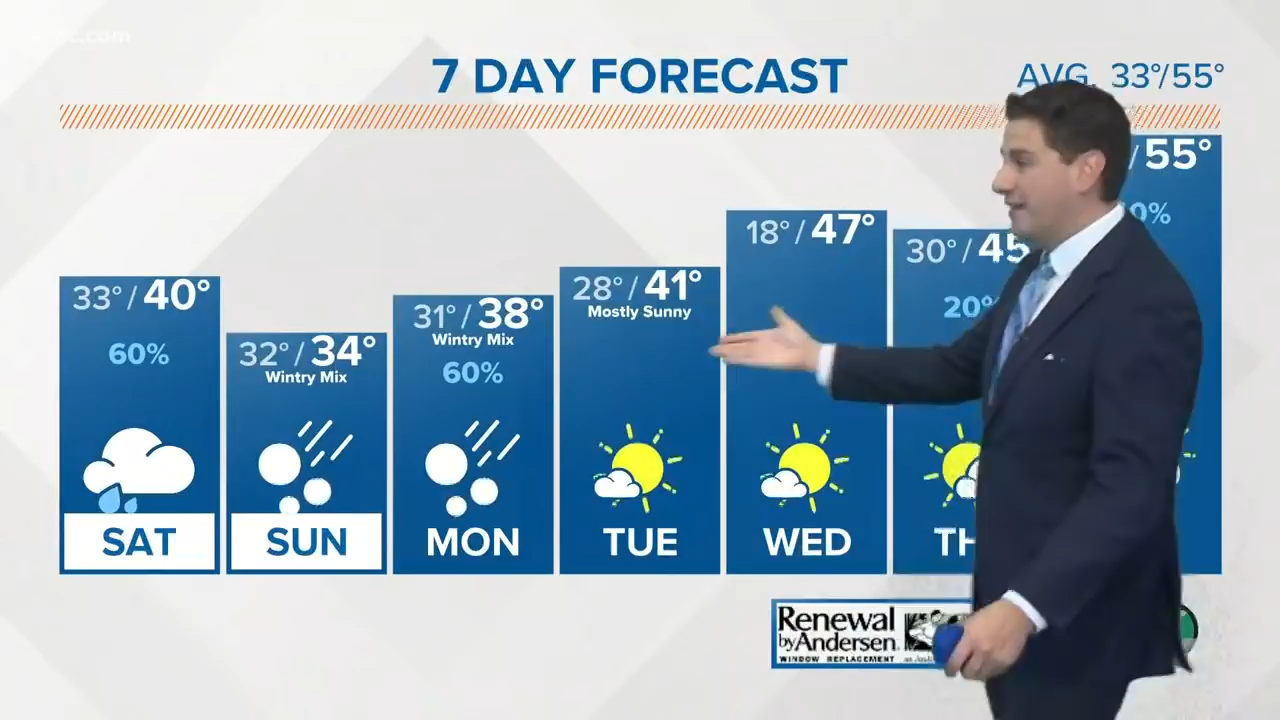 7 DAY FORECAST
AVG. 33°/55°
33°/40°
60%
SAT
32°/34°
Wintry Mix
SUN
31°/38°
Wintry Mix
60%
MON
28°/41°
Mostly Sunny
TUE
18°/47°
WED
30°/45
20%
TH
/55°
0%
Renewal
by Andersen
WINDOW REPLACEMENT